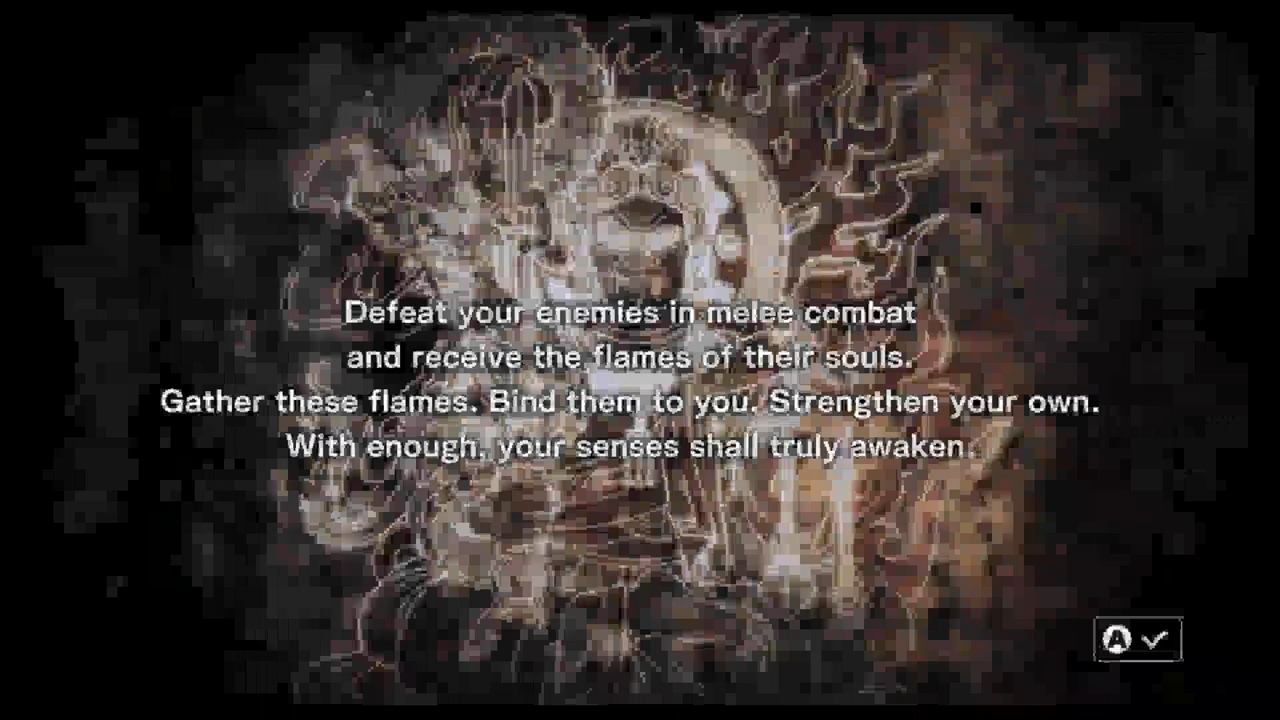 Defeat your enemies in melee combat
and receive the flames of their souls.
Gather these flames. Bind them to you. Strengthen your own.
With enough, your senses shall truly awaken.
A